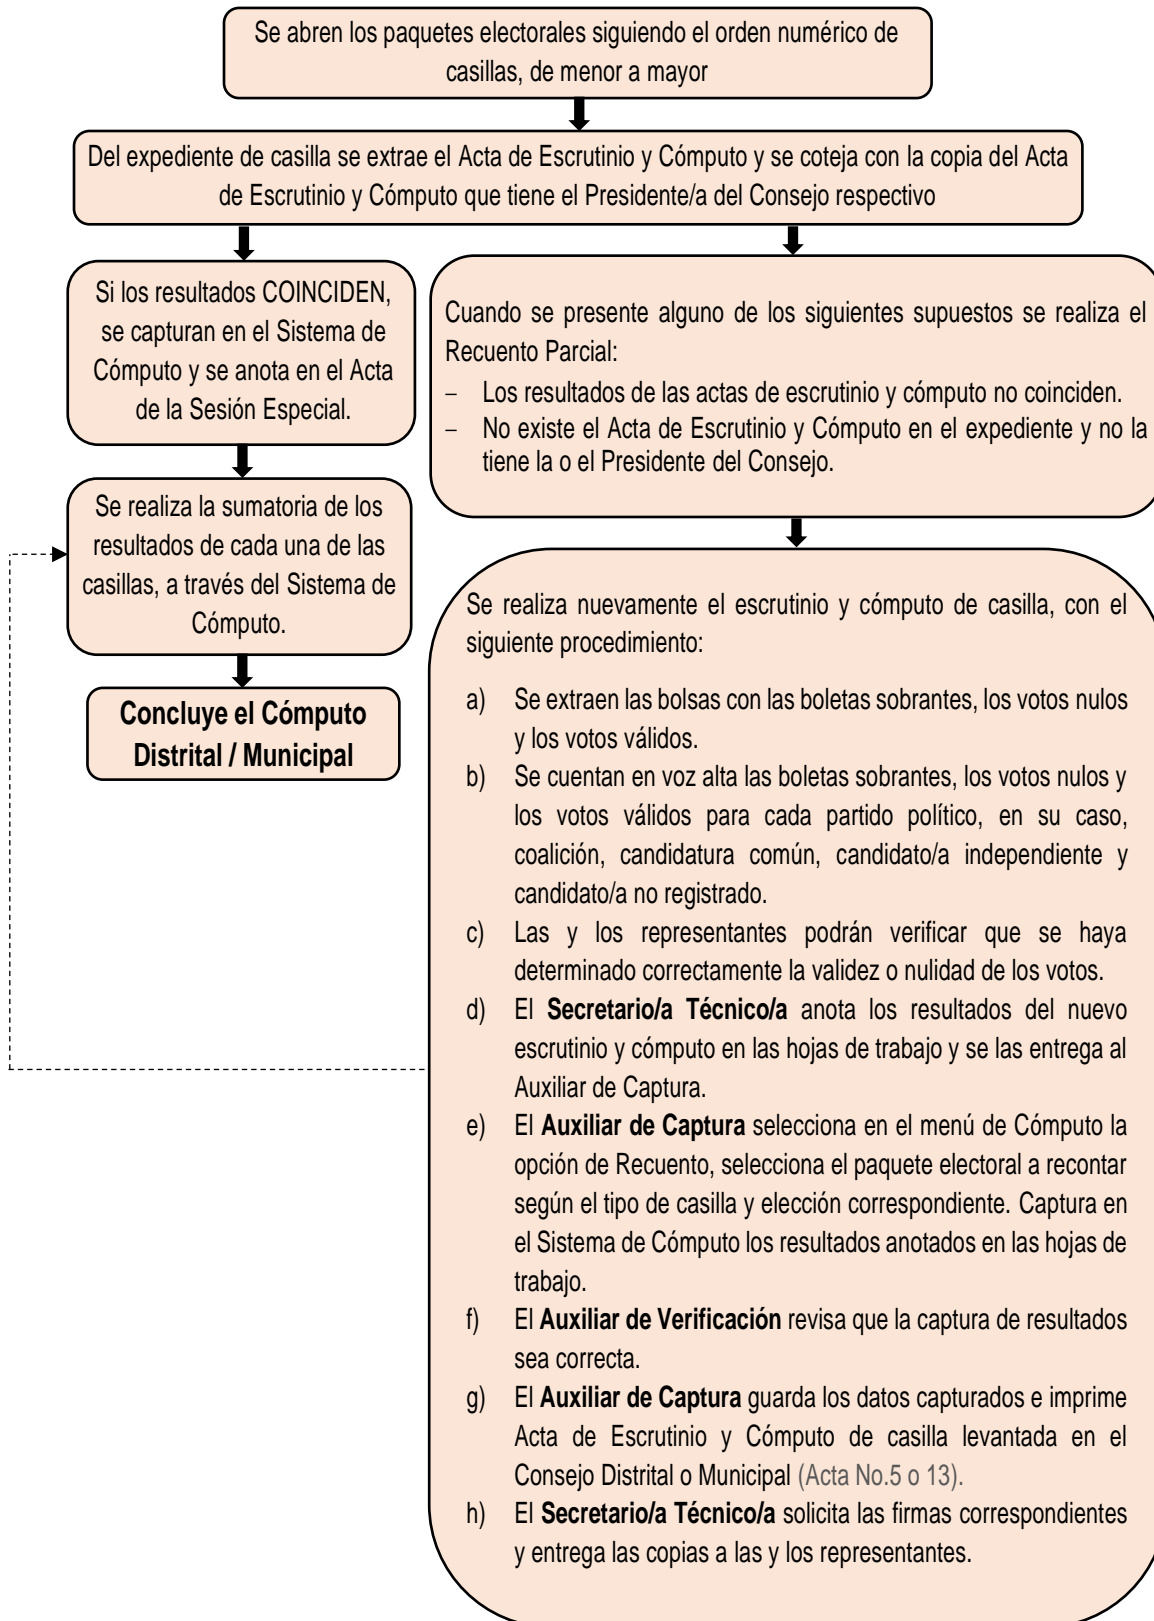 Se abren los paquetes electorales siguiendo el orden numérico de
casillas, de menor a mayor
Del expediente de casilla se extrae el Acta de Escrutinio y Cómputo y se coteja con la copia del Acta
de Escrutinio y Cómputo que tiene el Presidente/a del Consejo respectivo
Si los resultados COINCIDEN,
se capturan en el Sistema de
Cómputo y se anota en el Acta
de la Sesión Especial.
Se realiza la sumatoria de los
resultados de cada una de las
casillas, a través del Sistema de
Cómputo.
Concluye el Cómputo
Distrital / Municipal
Cuando se presente alguno de los siguientes supuestos se realiza el
Recuento Parcial:
– Los resultados de las actas de escrutinio y cómputo no coinciden.
– No existe el Acta de Escrutinio y Cómputo en el expediente y no la
tiene la o el Presidente del Consejo.
Se realiza nuevamente el escrutinio y cómputo de casilla, con el
siguiente procedimiento:
a) Se extraen las bolsas con las boletas sobrantes, los votos nulos
y los votos válidos.
b) Se cuentan en voz alta las boletas sobrantes, los votos nulos y
los votos válidos para cada partido político, en su caso,
coalición, candidatura común, candidato/a independiente y
candidato/a no registrado.
c) Las y los representantes podrán verificar que se haya
determinado correctamente la validez o nulidad de los votos.
d) El Secretario/a Técnico/a anota los resultados del nuevo
escrutinio y cómputo en las hojas de trabajo y se las entrega al
Auxiliar de Captura.
e) El Auxiliar de Captura selecciona en el menú de Cómputo la
opción de Recuento, selecciona el paquete electoral a recontar
según el tipo de casilla y elección correspondiente. Captura en
el Sistema de Cómputo los resultados anotados en las hojas de
trabajo.
f) El Auxiliar de Verificación revisa que la captura de resultados
sea correcta.
g) El Auxiliar de Captura guarda los datos capturados e imprime
Acta de Escrutinio y Cómputo de casilla levantada en el
Consejo Distrital o Municipal (Acta No.5 o 13).
h) El Secretario/a Técnico/a solicita las firmas correspondientes
y entrega las copias a las y los representantes.